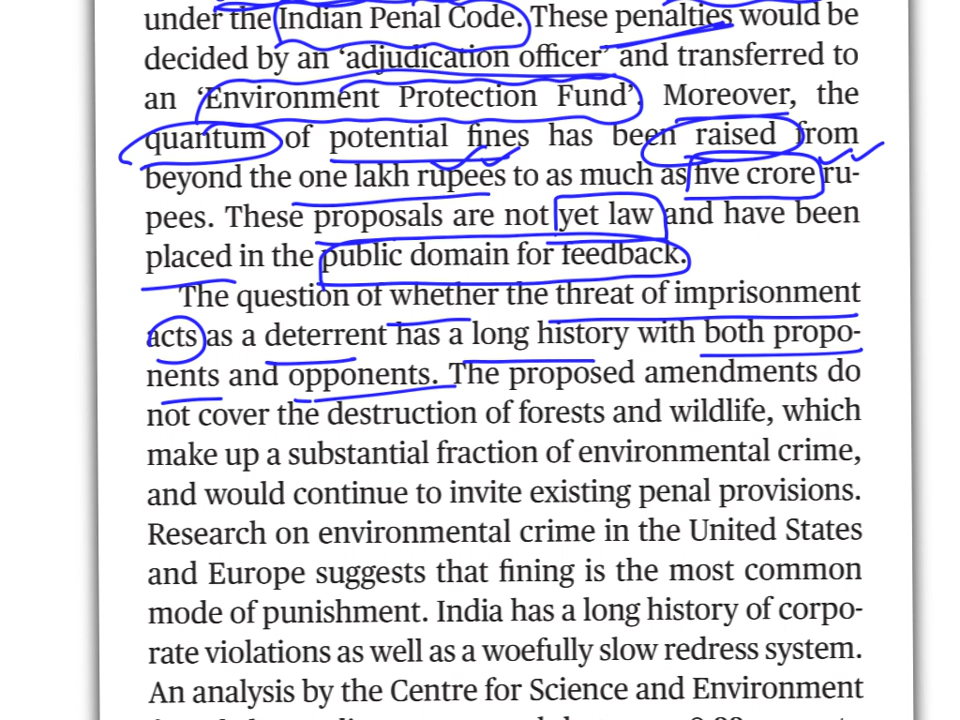 under the Indian Penal Code. These penalties would be
decided by an ‘adjudication officer’ and transferred to
an ‘Environment Protection Fund’. Moreover, the
quantum of potential fines has been raised from
beyond the one lakh rupees to as much as five crore ru-
pees. These proposals are not yet law and have been
placed in the public domain for feedback.
The question of whether the threat of imprisonment
acts as a deterrent has a long history with both propo-
nents and opponents. The proposed amendments do
not cover the destruction of forests and wildlife, which
make up a substantial fraction of environmental crime,
and would continue to invite existing penal provisions.
Research on environmental crime in the United States
and Europe suggests that fining is the most common
mode of punishment. India has a long history of corpo-
rate violations as well as a woefully slow redress system.
An analysis by the Centre for Science and Environment